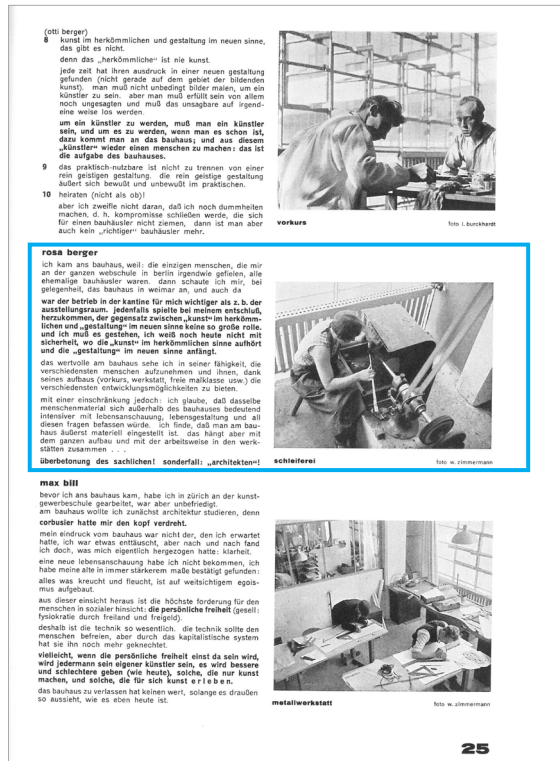 (otti berger)
8 kunst im herkömmlichen und gestaltung im neuen sinne,
das gibt es nicht.
denn das „herkömmliche“ ist nie kunst.
jede zeit hat ihren ausdruck in einer neuen gestaltung
gefunden (nicht gerade auf dem gebiet der bildenden
kunst). man muß nicht unbedingt bilder malen, um ein
künstler zu sein. aber man muß erfüllt sein von allem
noch ungesagten und muß das unsagbare auf irgend-
eine weise los werden.
um ein künstler zu werden, muß man ein künstler
sein, und um es zu werden, wenn man es schon ist,
dazu kommt man an das bauhaus; und aus diesem
„künstler“ wieder einen menschen zu machen: das ist
die aufgabe des bauhauses.
9 das praktisch-nutzbare ist nicht zu trennen von einer
rein geistigen gestaltung. die rein geistige gestaltung
äußert sich bewußt und unbewußt im praktischen.
10 heiraten (nicht als ob)!
aber ich zweifle nicht daran, daß ich noch dummheiten
machen, d. h. kompromisse schließen werde, die sich
für einen bauhäusler nicht ziemen, dann ist man aber
auch kein „richtiger“ bauhäusler mehr.
vorkurs
foto l. burckhardt
rosa berger
ich kam ans bauhaus, weil: die einzigen menschen, die mir
an der ganzen webschule in berlin irgendwie gefielen, alle
ehemalige bauhäusler waren. dann schaute ich mir, bei
gelegenheit, das bauhaus in weimar an, und auch da
war der betrieb in der kantine für mich wichtiger als z. b. der
ausstellungsraum. jedenfalls spielte bei meinem entschluß,
herzukommen, der gegensatz zwischen „kunst“ im herkömm-
lichen und „gestaltung“ im neuen sinne keine so große rolle.
und ich muß es gestehen, ich weiß noch heute nicht mit
sicherheit, wo die „kunst“ im herkömmlichen sinne aufhört
und die „gestaltung“ im neuen sinne anfängt.
das wertvolle am bauhaus sehe ich in seiner fähigkeit, die
verschiedensten menschen aufzunehmen und ihnen, dank
seines aufbaus (vorkurs, werkstatt, freie malklasse usw.) die
verschiedensten entwicklungsmöglichkeiten zu bieten.
mit einer einschränkung jedoch: ich glaube, daß dasselbe
menschenmaterial sich außerhalb des bauhauses bedeutend
intensiver mit lebensanschauung, lebensgestaltung und all
diesen fragen befassen würde. ich finde, daß man am bau-
haus äußerst materiell eingestellt ist. das hängt aber mit
dem ganzen aufbau und mit der arbeitsweise in den werk-
stätten zusammen . . .
überbetonung des sachlichen! sonderfall: „architekten“!
schleiferei
foto w. zimmermann
max bill
bevor ich ans bauhaus kam, habe ich in zürich an der kunst-
gewerbeschule gearbeitet, war aber unbefriedigt.
am bauhaus wollte ich zunächst architektur studieren, denn
corbusier hatte mir den kopf verdreht.
mein eindruck vom bauhaus war nicht der, den ich erwartet
hatte, ich war etwas enttäuscht, aber nach und nach fand
ich doch, was mich eigentlich hergezogen hatte: klarheit.
eine neue lebensanschauung habe ich nicht bekommen, ich
habe meine alte in immer stärkerem maße bestätigt gefunden:
alles was kreucht und fleucht, ist auf weitsichtigem egois-
mus aufgebaut.
aus dieser einsicht heraus ist die höchste forderung für den
menschen in sozialer hinsicht: die persönliche freiheit (gesell:
fysiokratie durch freiland und freigeld).
deshalb ist die technik so wesentlich. die technik sollte den
menschen befreien, aber durch das kapitalistische system
hat sie ihn noch mehr geknechtet.
vielleicht, wenn die persönliche freiheit einst da sein wird,
wird jedermann sein eigener künstler sein, es wird bessere
und schlechtere geben (wie heute), solche, die nur kunst
machen, und solche, die für sich kunst erleben.
das bauhaus zu verlassen hat keinen wert, solange es draußen
so aussieht, wie es eben heute ist.
metallwerkstatt
foto w. zimmermann
25